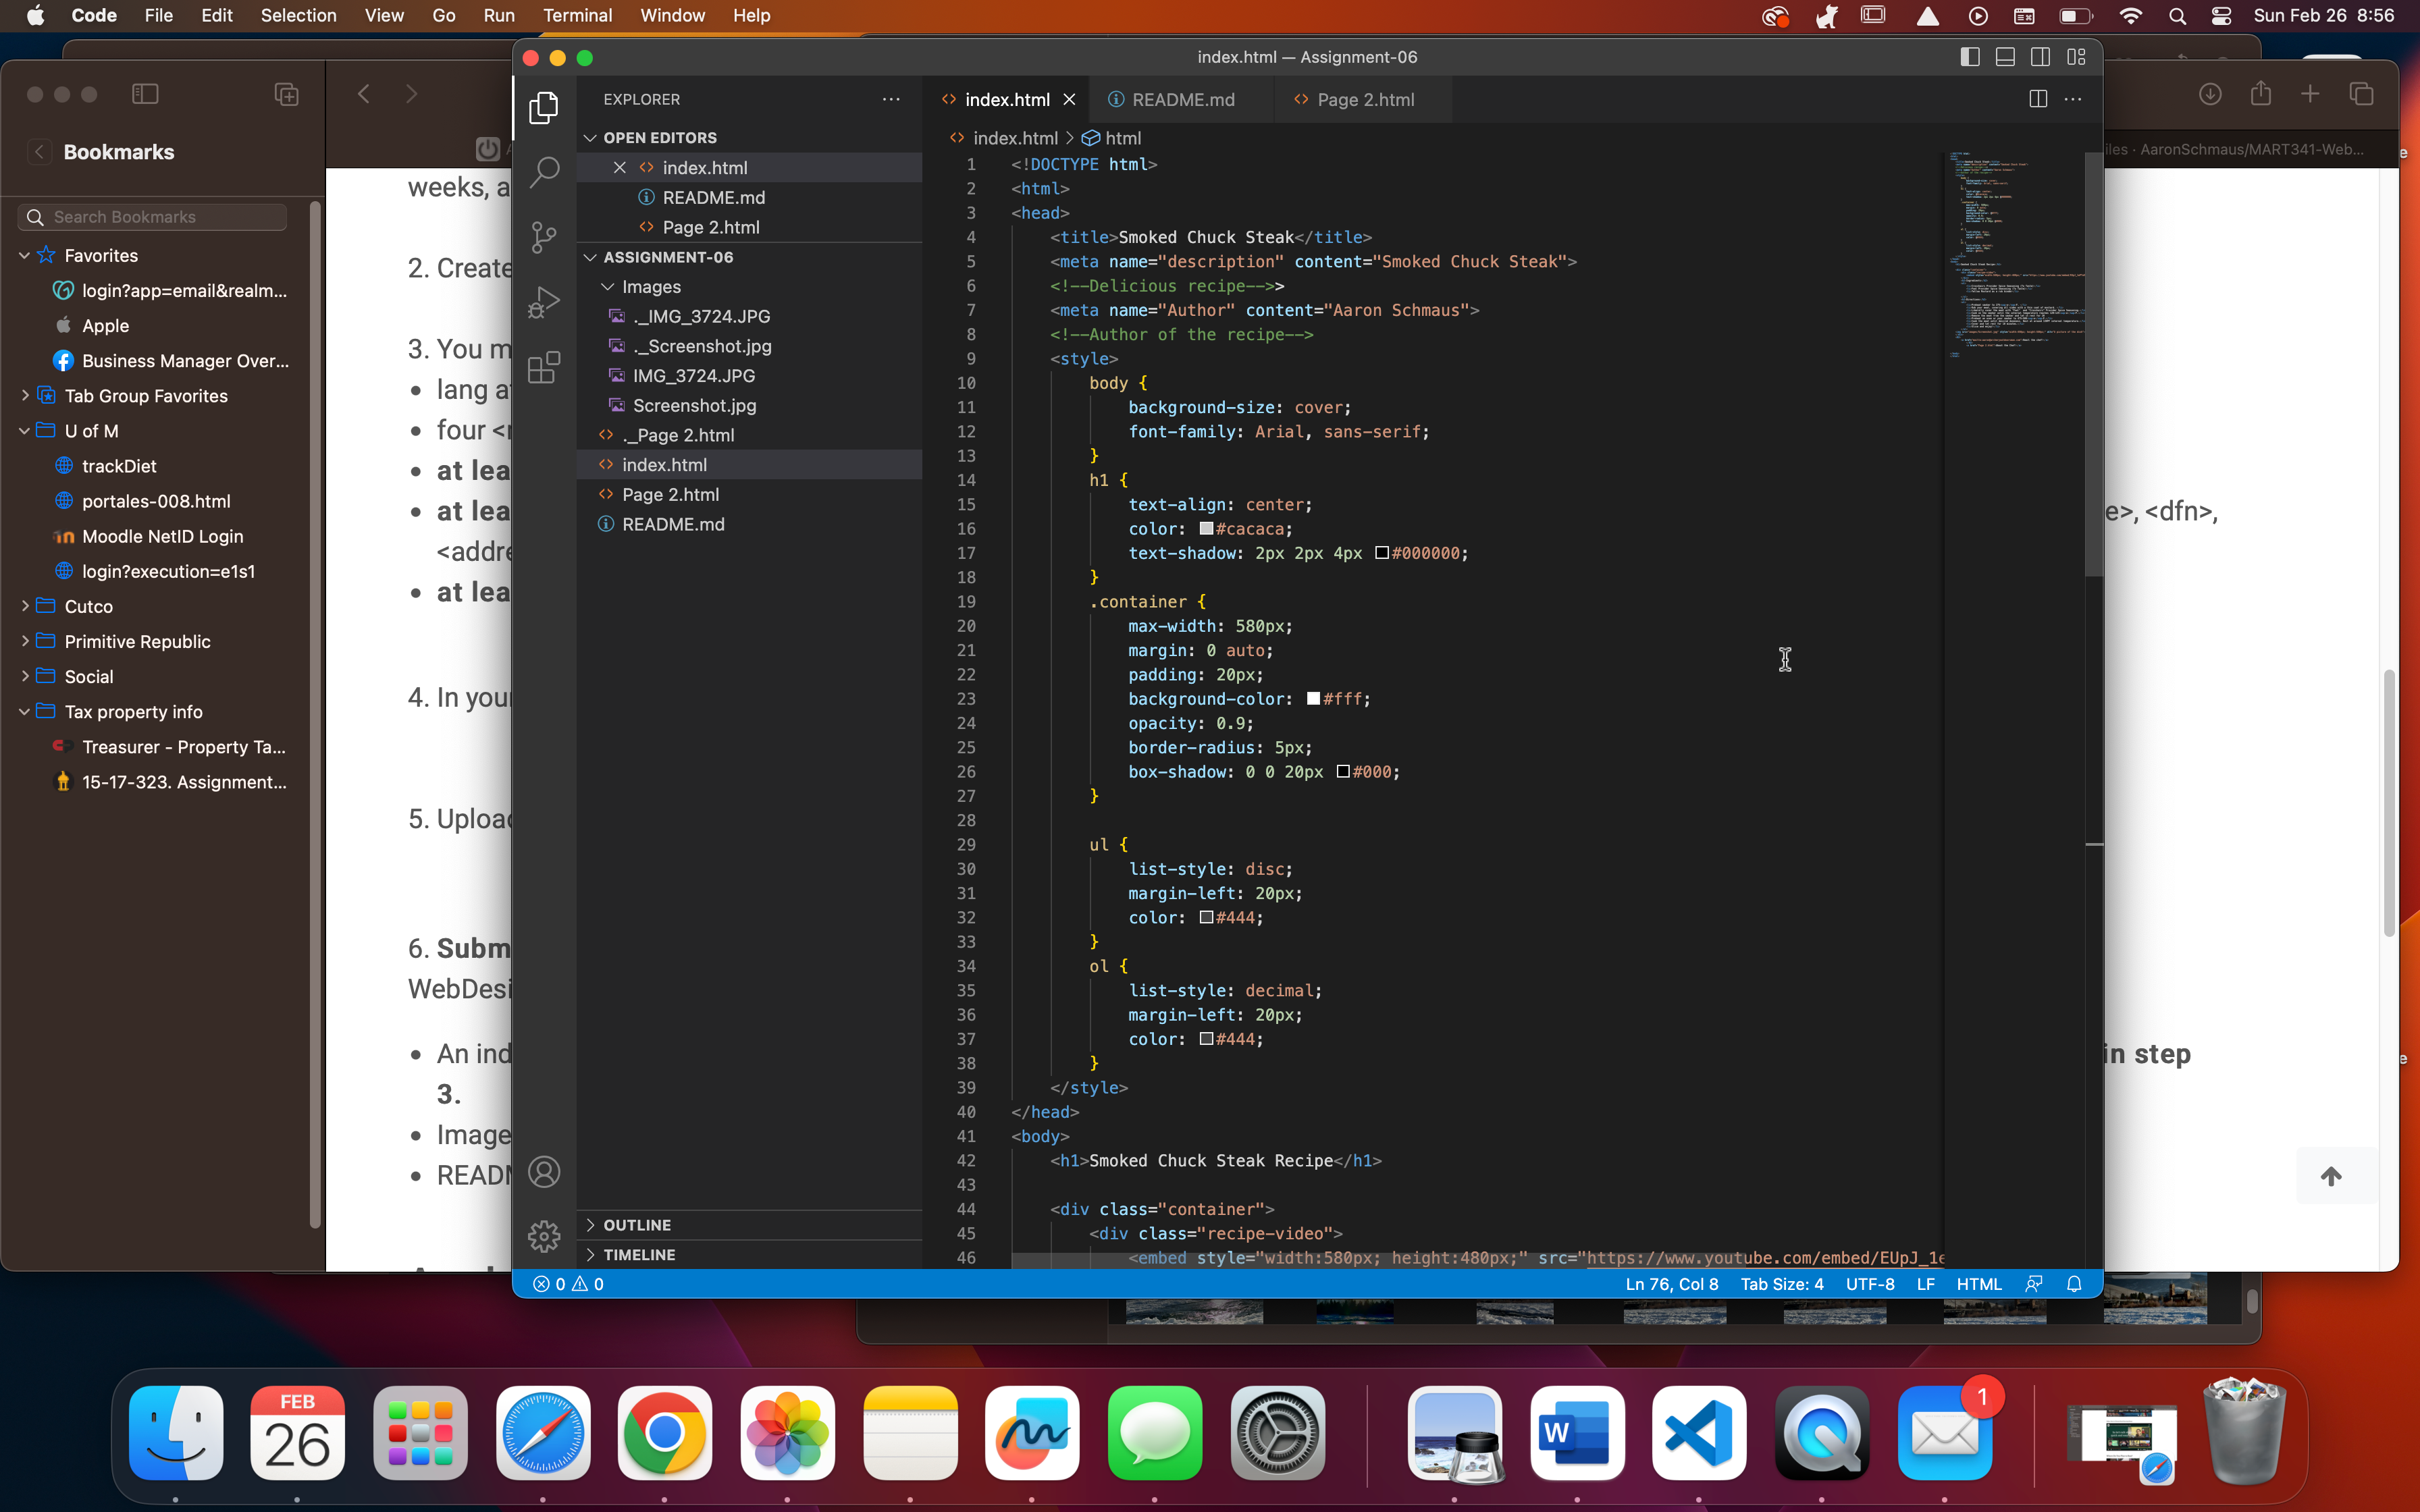 Code File Edit Selection View Go Run Terminal Window Help
Sun Feb 26 8:56
index.html — Assignment-06
Bookmarks
Search Bookmarks
Favorites
login?app=email&realm...
Apple
Business Manager Over...
Tab Group Favorites
U of M
trackDiet
portales-008.html
Moodle NetID Login
login?execution=e1s1
Cutco
Primitive Republic
Social
Tax property info
Treasurer - Property Ta...
15-17-323. Assignment...
weeks, a
2. Create
3. You m
• lang a
• four <
• at lea
• at lea
<addre
• at lea
4. In you
5. Uploa
6. Subm
WebDesi
• An ind
3.
• Image
• READ
EXPLORER
OPEN EDITORS
index.html
README.md
Page 2.html
ASSIGNMENT-06
Images
._IMG_3724.JPG
._Screenshot.jpg
IMG_3724.JPG
Screenshot.jpg
._Page 2.html
index.html
Page 2.html
README.md
OUTLINE
TIMELINE
index.html README.md Page 2.html
index.html > html
1 <!DOCTYPE html>
2 <html>
3 <head>
4 <title>Smoked Chuck Steak</title>
5 <meta name="description" content="Smoked Chuck Steak">
6 <!--Delicious recipe-->>
7 <meta name="Author" content="Aaron Schmaus">
8 <!--Author of the recipe-->
9 <style>
10 body {
11 background-size: cover;
12 font-family: Arial, sans-serif;
13 }
14 h1 {
15 text-align: center;
16 color: #cacaca;
17 text-shadow: 2px 2px 4px #000000;
18 }
19 .container {
20 max-width: 580px;
21 margin: 0 auto;
22 padding: 20px;
23 background-color: #fff;
24 opacity: 0.9;
25 border-radius: 5px;
26 box-shadow: 0 0 20px #000;
27 }
28
29 ul {
30 list-style: disc;
31 margin-left: 20px;
32 color: #444;
33 }
34 ol {
35 list-style: decimal;
36 margin-left: 20px;
37 color: #444;
38 }
39 </style>
40 </head>
41 <body>
42 <h1>Smoked Chuck Steak Recipe</h1>
43
44 <div class="container">
45 <div class="recipe-video">
46 <embed style="width:580px; height:480px;" src="https://www.youtube.com/embed/EUpJ_1e
iles · AaronSchmaus/MART341-Web...
e>, <dfn>,
in step
0 0
Ln 76, Col 8 Tab Size: 4 UTF-8 LF HTML
FEB
26
W
1